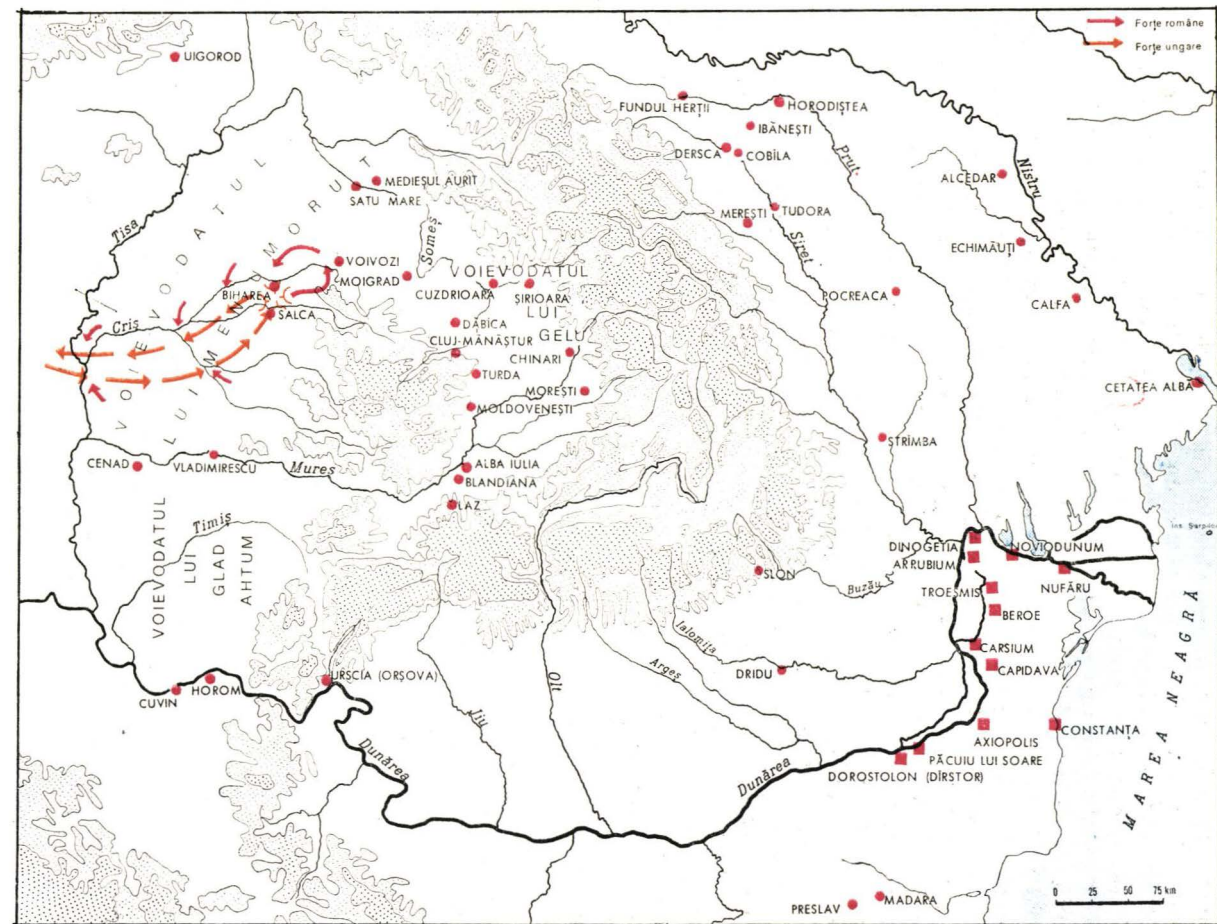 Forțe române
Forțe ungare
UIGOROD
FUNDUL HERȚII
HORODIȘTEA
IBĂNEȘTI
DERSCA
COBÎLA
Prut
Nistru
ALCEDAR
MEDIEȘUL AURIT
SATU MARE
Tisa
Someș
MEREȘTI
TUDORA
Siret
ECHIMĂUȚI
VOIEVODATUL
LUI MENUMORUT
VOIVOZI
MOIGRAD
BIHAREA
SALCA
Criș
VOIEVODATUL
LUI
GELU
CUZDRIOARA
ȘIRIOARA
POCREACA
CALFA
DĂBÎCA
CLUJ-MĂNĂȘTUR
CHINARI
TURDA
MOREȘTI
MOLDOVENEȘTI
CETATEA ALBĂ
STRÎMBA
CENAD
VLADIMIRESCU
Mureș
ALBA IULIA
BLANDIANA
LAZ
Timiș
VOIEVODATUL
LUI
GLAD
AHTUM
Ins. Șerpilor
DINOGETIA
ARRUBIUM
NOVIODUNUM
SLON
Buzău
TROESMIS
NUFĂRU
BEROE
Ialomița
CARSIUM
CAPIDAVA
Argeș
DRIDU
CUVIN
HOROM
URSCIA (ORȘOVA)
Jiu
Olt
AXIOPOLIS
CONSTANȚA
PĂCUIU LUI SOARE
DOROSTOLON
(DÎRSTOR)
Dunărea
Dunărea
MAREA NEAGRĂ
0 25 50 75 km
PRESLAV
MADARA